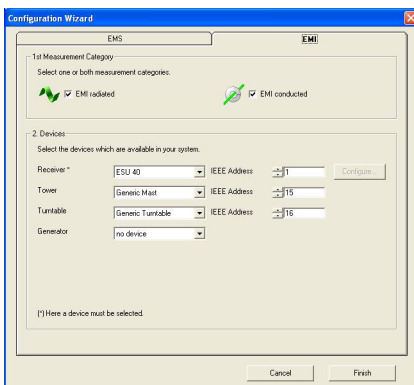 Configuration Wizard
EMS
EMI
1st Measurement Category
Select one or both measurement categories.
EMI radiated
EMI conducted
2. Devices
Select the devices which are available in your system.
Receiver * ESU 40 IEEE Address 1 Configure...
Tower Generic Mast IEEE Address 15
Turntable Generic Turntable IEEE Address 16
Generator no device
(*) Here a device must be selected.
Cancel Finish